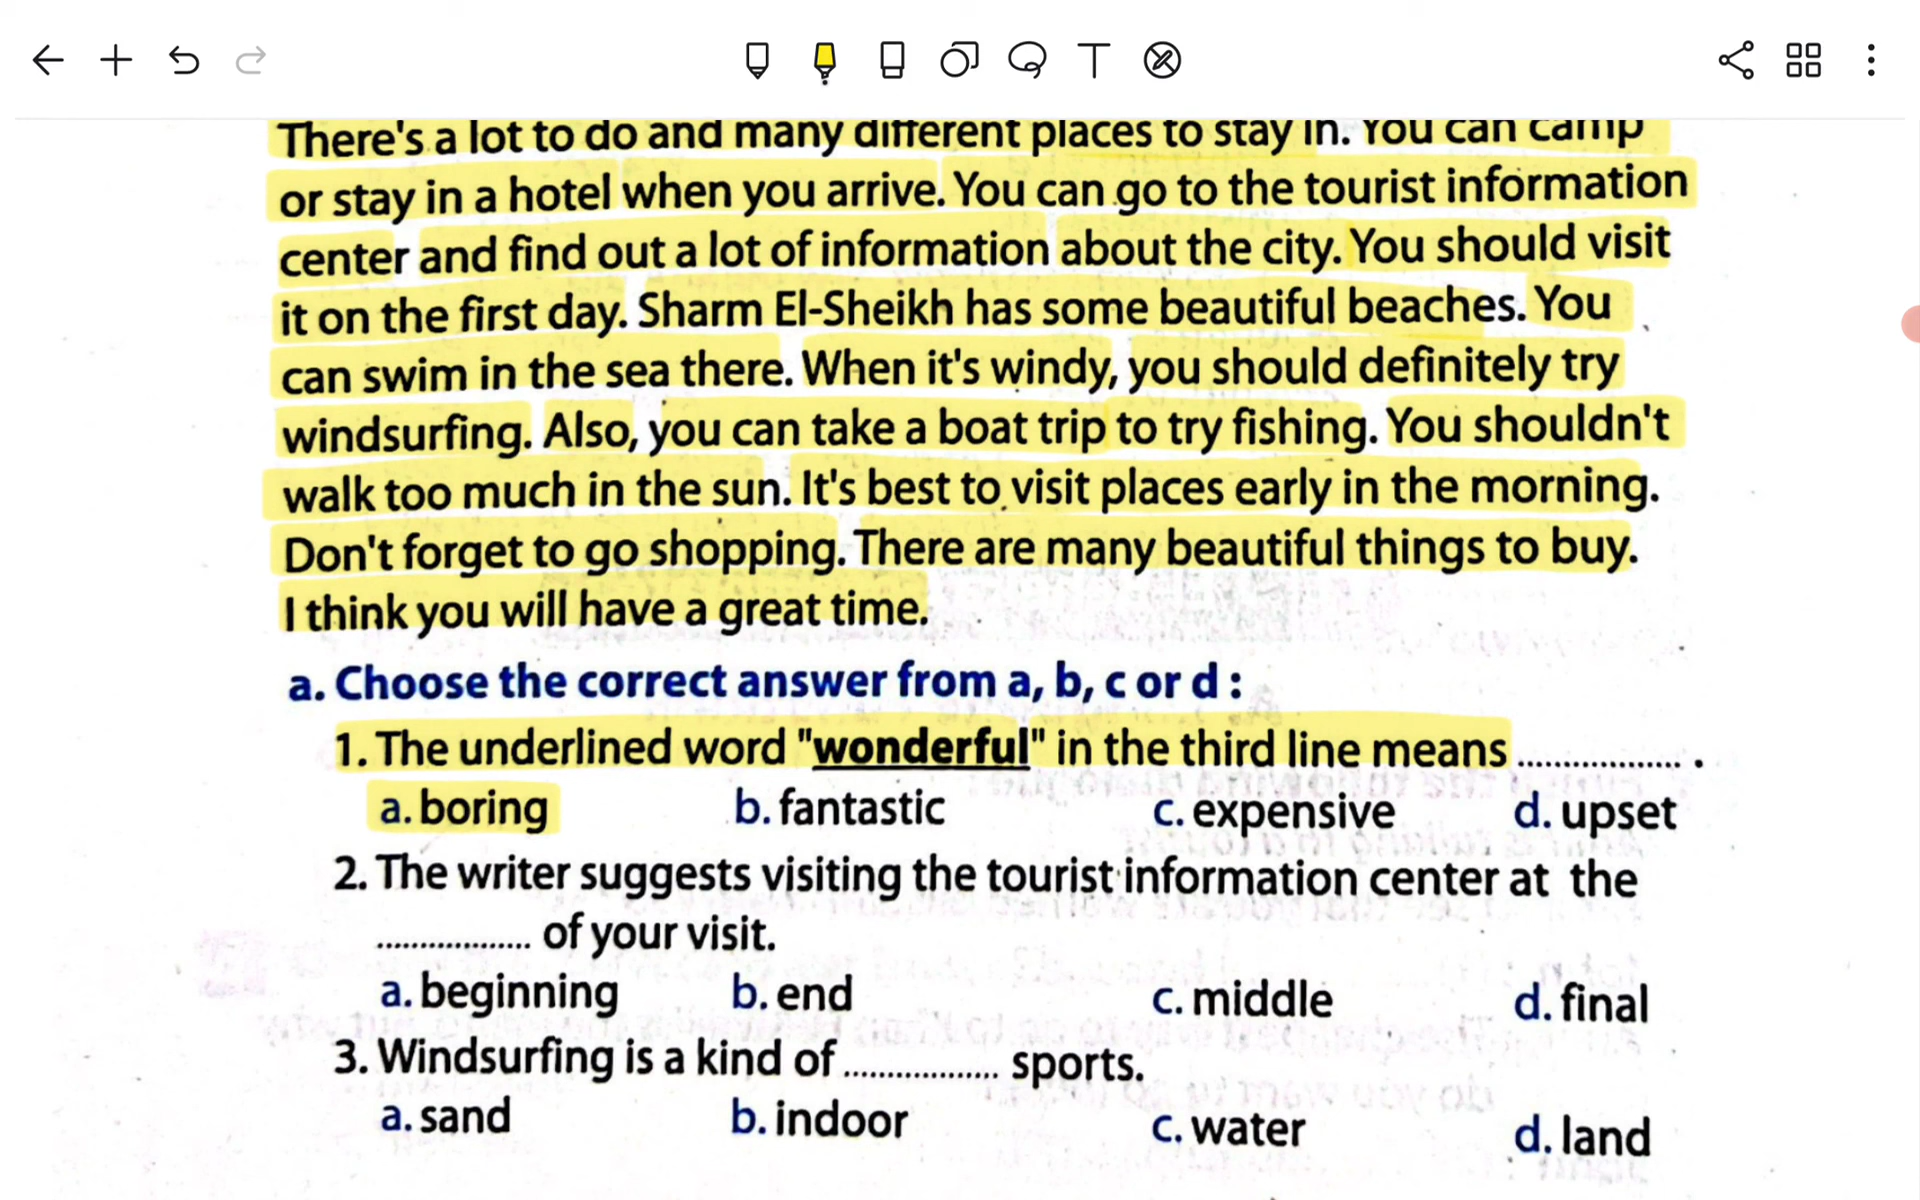 There's a lot to do and many different places to stay in. You can camp
or stay in a hotel when you arrive. You can go to the tourist information
center and find out a lot of information about the city. You should visit
it on the first day. Sharm El-Sheikh has some beautiful beaches. You
can swim in the sea there. When it's windy, you should definitely try
windsurfing. Also, you can take a boat trip to try fishing. You shouldn't
walk too much in the sun. It's best to visit places early in the morning.
Don't forget to go shopping. There are many beautiful things to buy.
I think you will have a great time.
a. Choose the correct answer from a, b, c or d :
1. The underlined word "wonderful" in the third line means .................. .
a. boring b. fantastic c. expensive d. upset
2. The writer suggests visiting the tourist information center at the
.................. of your visit.
a. beginning b. end c. middle d. final
3. Windsurfing is a kind of .................. sports.
a. sand b. indoor c. water d. land